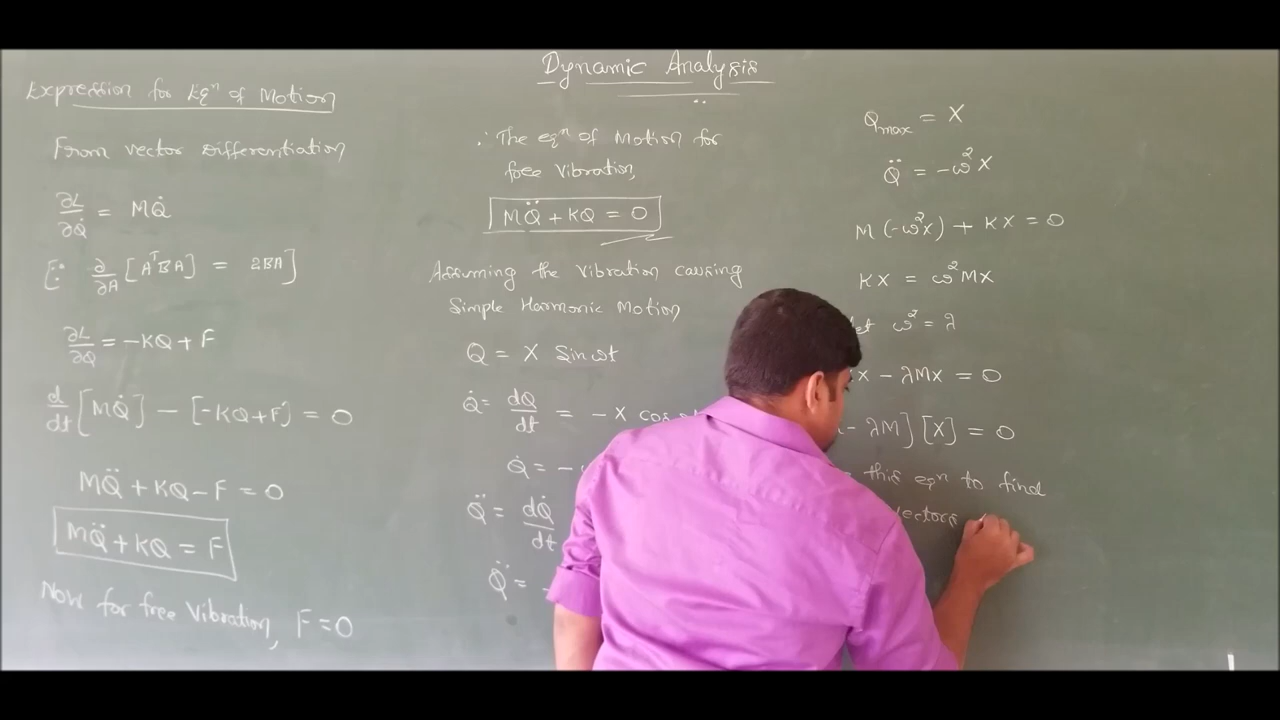 Dynamic Analysis
Expression for Eqⁿ of Motion
From vector Differentiation
∂L/∂Q̇ = MQ̇
[∵ ∂/∂A [AᵀBA] = 2BA]
∂L/∂Q = -KQ + F
d/dt [MQ̇] - [-KQ+F] = 0
MQ̈ + KQ - F = 0
MQ̈ + KQ = F
Now for free Vibration, F = 0
∴ The eqⁿ of Motion for
free Vibration,
MQ̈ + KQ = 0
Assuming the Vibration causing
Simple Harmonic Motion
Q = X Sin ωt
Q̇ = dQ/dt = - X cos
Q̇ = -
Q̈ = dQ̇/dt
Q̈ = -
Qmax = X
Q̈ = -ω²X
M(-ω²X) + KX = 0
KX = ω²MX
Let ω² = λ
X - λMX = 0
- λM][X] = 0
this eqn to find
vectors